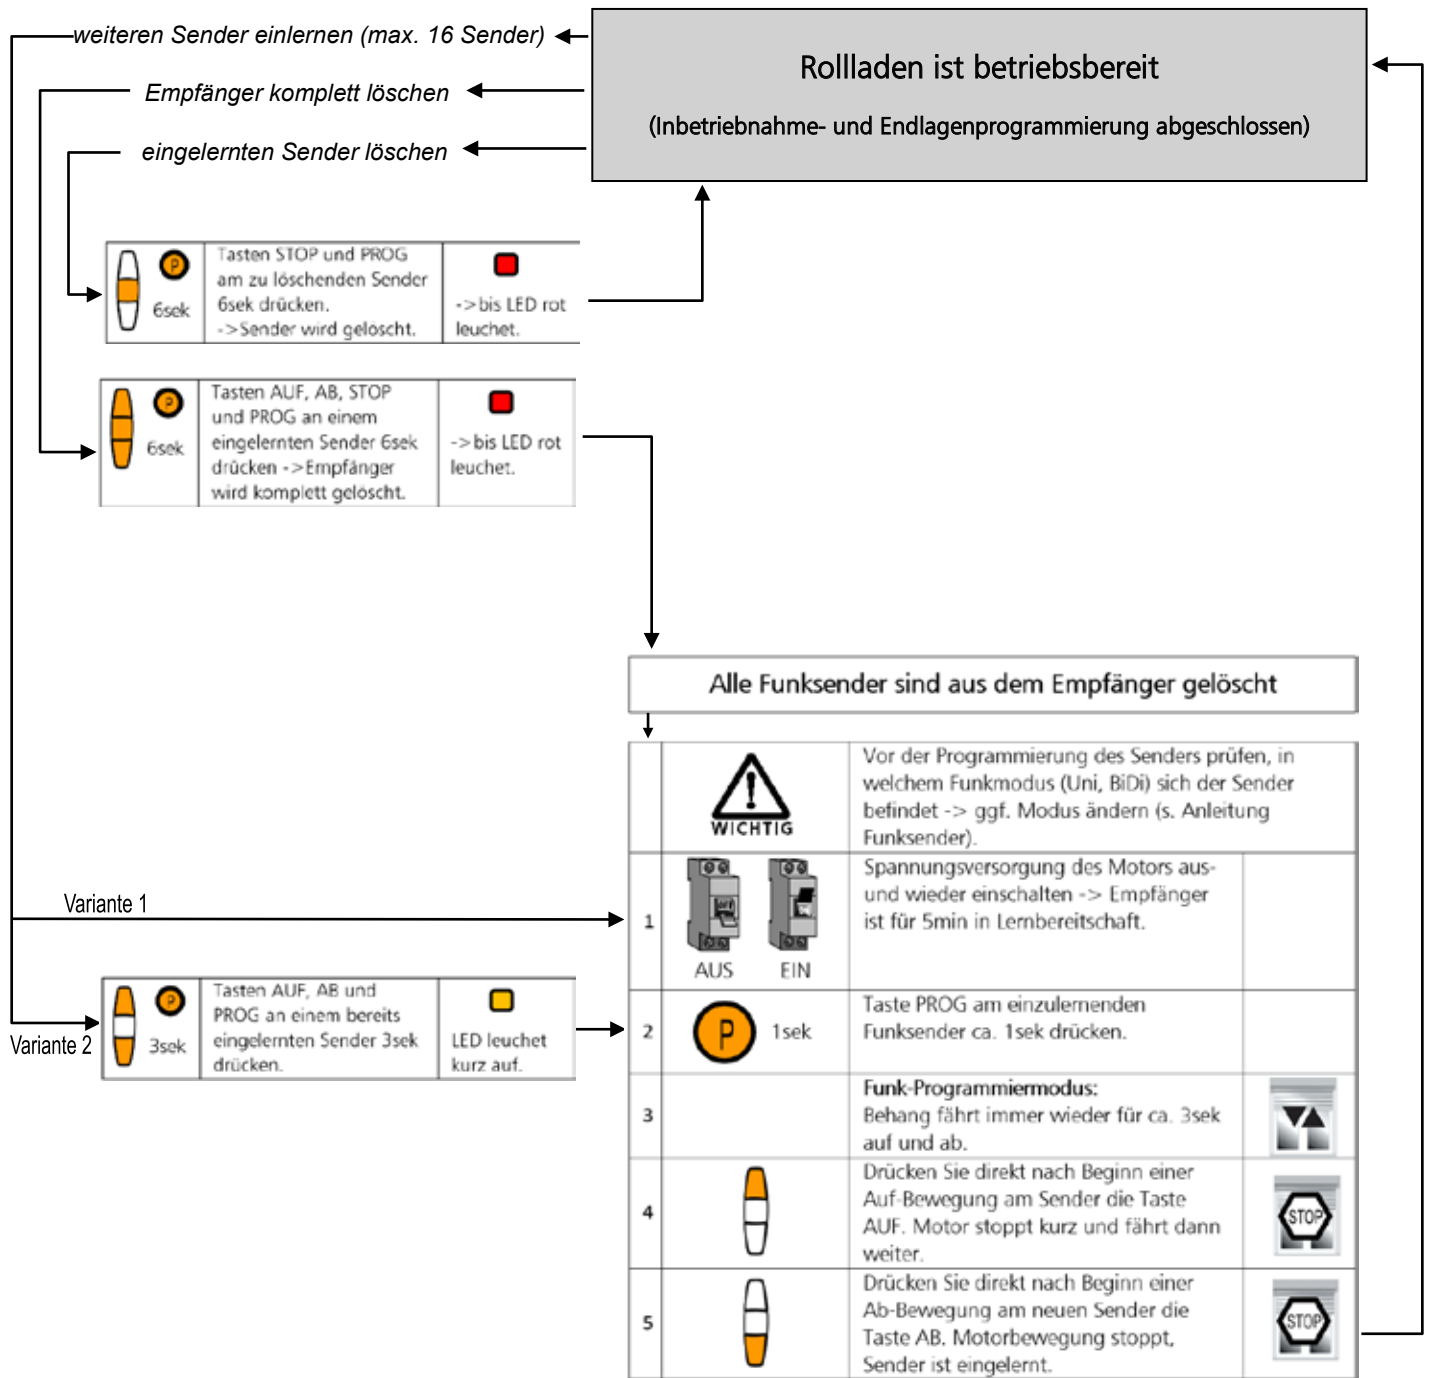 weiteren Sender einlernen (max. 16 Sender)
Empfänger komplett löschen
eingelernten Sender löschen
Rollladen ist betriebsbereit
(Inbetriebnahme- und Endlagenprogrammierung abgeschlossen)
P
6sek
Tasten STOP und PROG
am zu löschenden Sender
6sek drücken.
->Sender wird gelöscht.
->bis LED rot
leuchet.
P
6sek
Tasten AUF, AB, STOP
und PROG an einem
eingelernten Sender 6sek
drücken ->Empfänger
wird komplett gelöscht.
->bis LED rot
leuchet.
Alle Funksender sind aus dem Empfänger gelöscht
WICHTIG
Vor der Programmierung des Senders prüfen, in
welchem Funkmodus (Uni, BiDi) sich der Sender
befindet -> ggf. Modus ändern (s. Anleitung
Funksender).
Variante 1
1
AUS
EIN
Spannungsversorgung des Motors aus-
und wieder einschalten -> Empfänger
ist für 5min in Lernbereitschaft.
Variante 2
P
3sek
Tasten AUF, AB und
PROG an einem bereits
eingelernten Sender 3sek
drücken.
LED leuchet
kurz auf.
2
P
1sek
Taste PROG am einzulernenden
Funksender ca. 1sek drücken.
3
Funk-Programmiermodus:
Behang fährt immer wieder für ca. 3sek
auf und ab.
4
Drücken Sie direkt nach Beginn einer
Auf-Bewegung am Sender die Taste
AUF. Motor stoppt kurz und fährt dann
weiter.
STOP
5
Drücken Sie direkt nach Beginn einer
Ab-Bewegung am neuen Sender die
Taste AB. Motorbewegung stoppt,
Sender ist eingelernt.
STOP